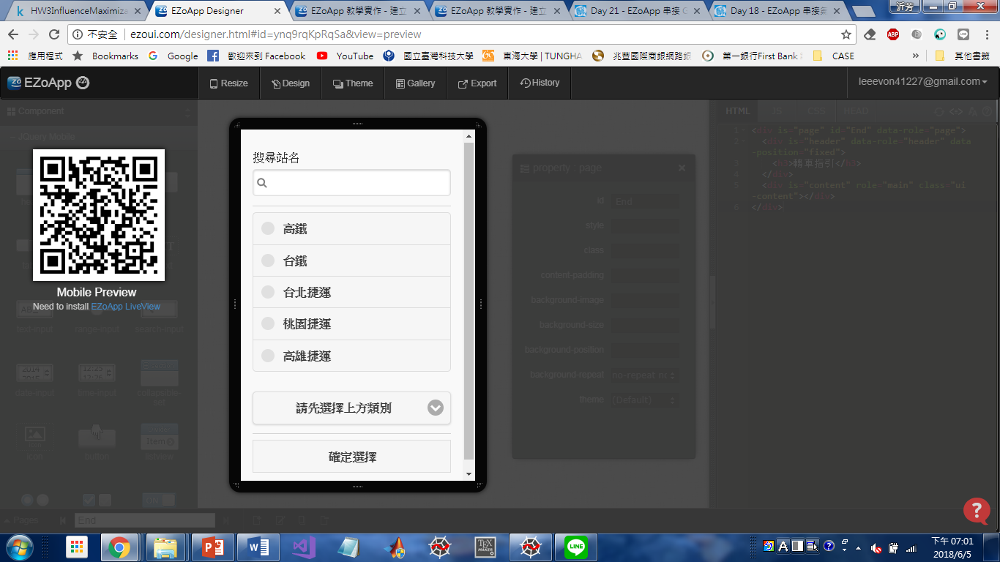 HW3InfluenceMaximiza
EZoApp Designer
EZoApp 教學實作 - 建立
EZoApp 教學實作 - 建立
Day 21 - EZoApp 串接
Day 18 - EZoApp 串接
沂芳
不安全 | ezoui.com/designer.html#id=ynq9rqKpRqSa&view=preview
ABP
應用程式 Bookmarks Google 歡迎來到 Facebook YouTube 國立臺灣科技大學 東海大學 | TUNGHA 兆豐國際商銀網路銀 第一銀行First Bank CASE » 其他書籤
EZoApp Resize Design Theme Gallery Export History leeevon41227@gmail.com
Component
JQuery Mobile
Mobile Preview
Need to install EZoApp LiveView
text-input range-input search-input
date-input time-input collapsible-set
Item
icon button listview
ON
Pages End
搜尋站名
高鐵
台鐵
台北捷運
桃園捷運
高雄捷運
請先選擇上方類別
確定選擇
property : page
id End
style
class
content-padding
background-image
background-size
background-position
background-repeat no-repeat
theme (Default)
HTML JS CSS HEAD
1 <div is="page" id="End" data-role="page">
2 <div is="header" data-role="header" data
-position="fixed">
3 <h3>轉車指引</h3>
4 </div>
5 <div is="content" role="main" class="ui
-content"></div>
6 </div>
?
下午 07:01
2018/6/5